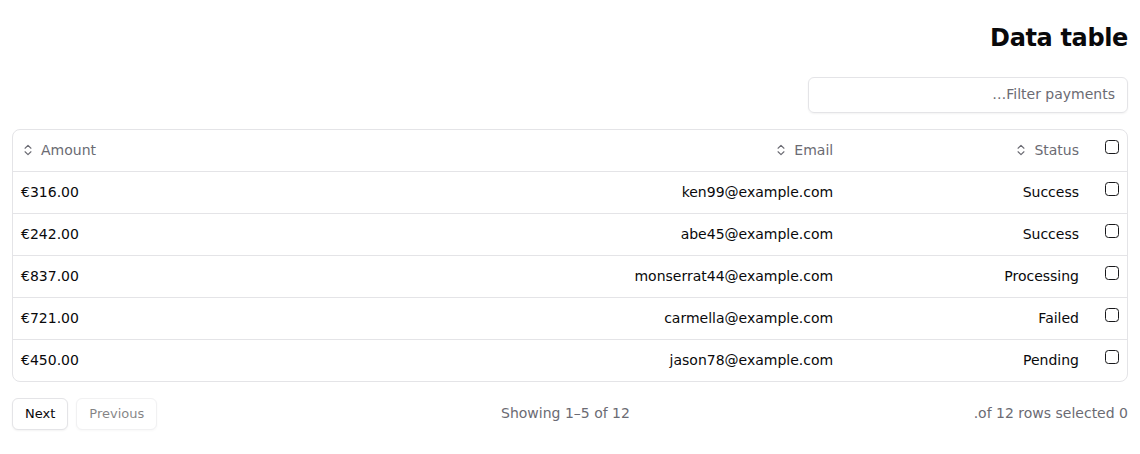 Data table
…Filter payments
Amount Email Status
€316.00 ken99@example.com Success
€242.00 abe45@example.com Success
€837.00 monserrat44@example.com Processing
€721.00 carmella@example.com Failed
€450.00 jason78@example.com Pending
Next Previous Showing 1–5 of 12 .of 12 rows selected 0